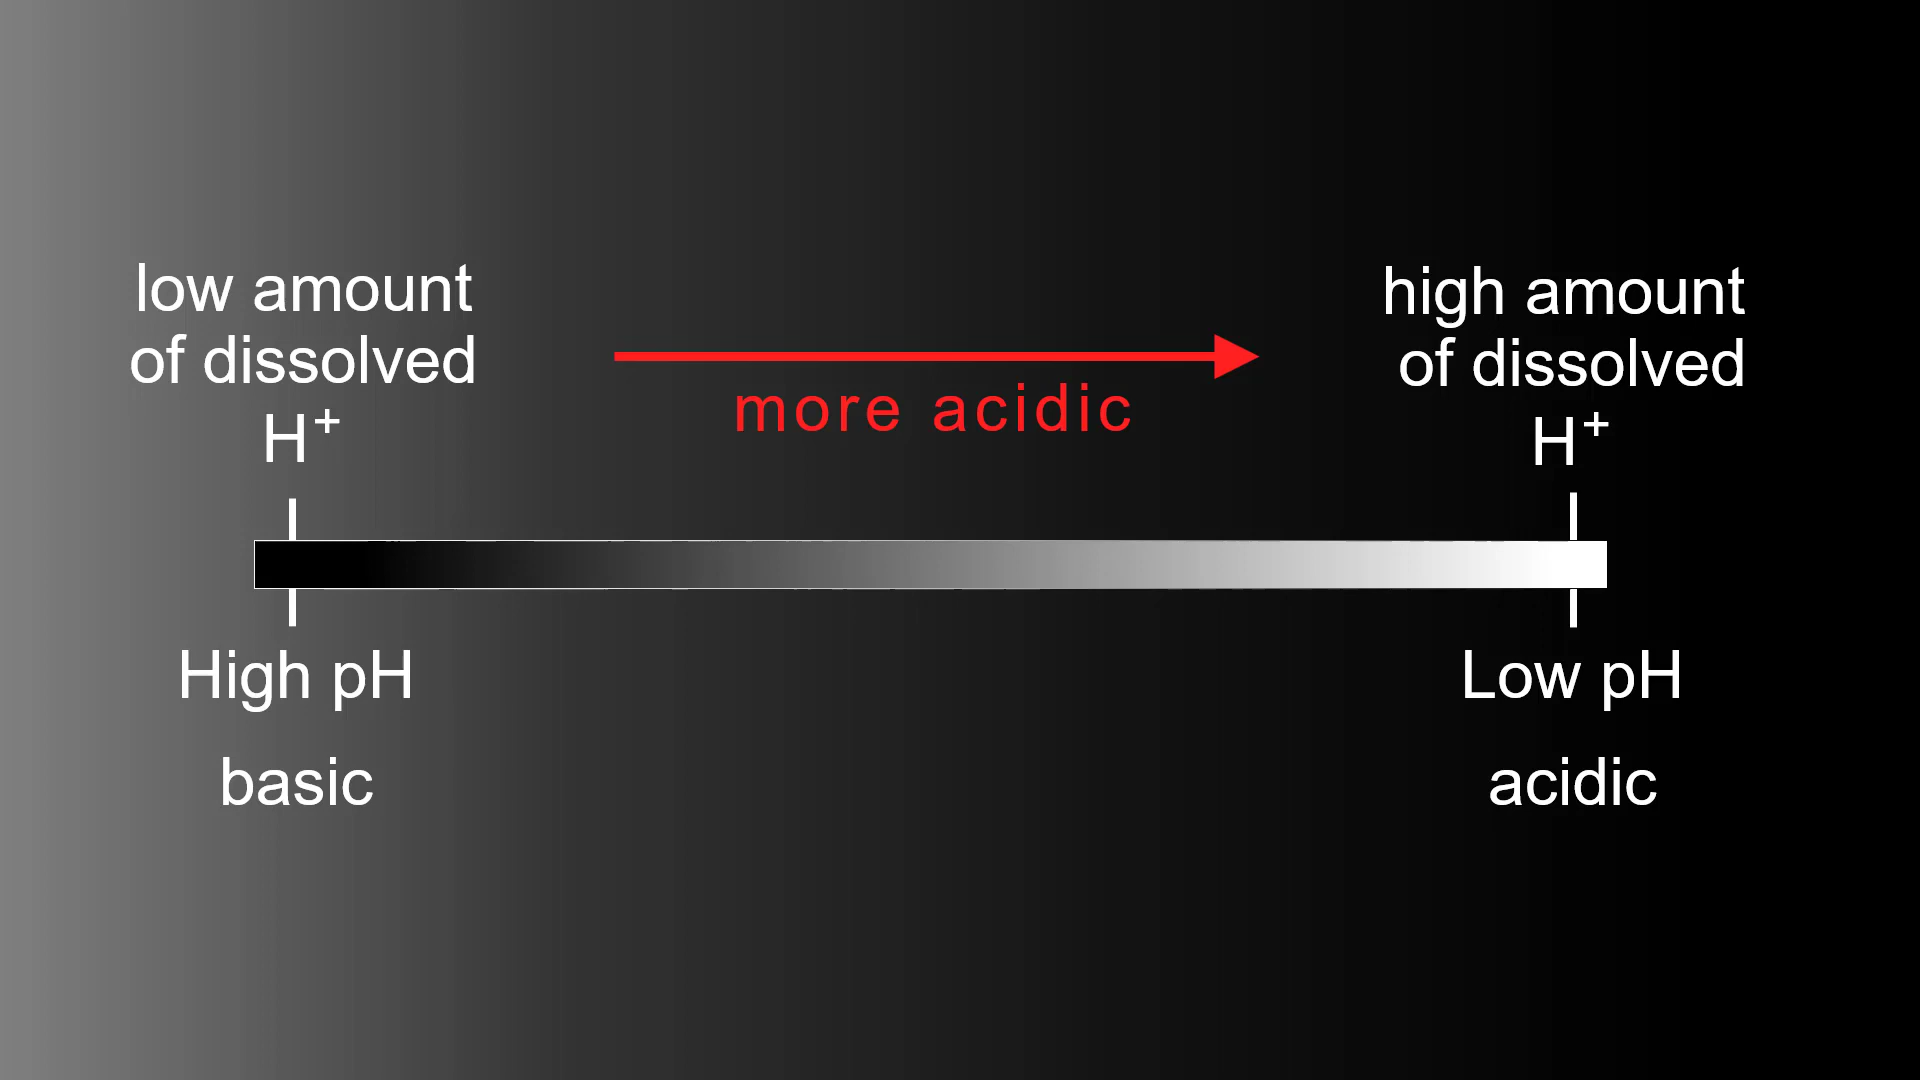 low amount
of dissolved
H⁺
more acidic
high amount
of dissolved
H⁺
High pH
basic
Low pH
acidic